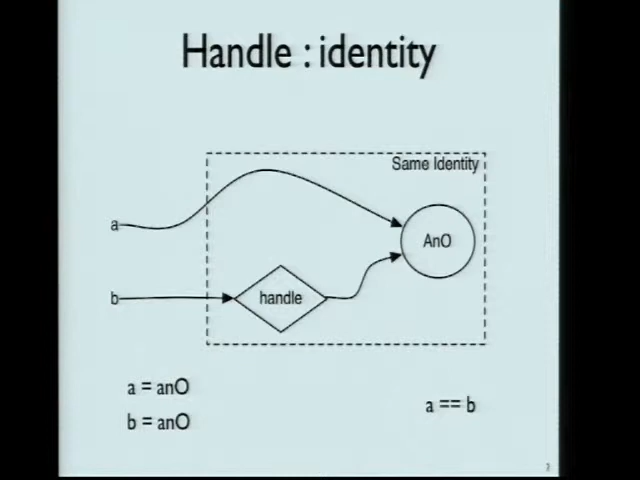 Handle : identity
Same Identity
a
AnO
b
handle
a = anO
b = anO
a == b